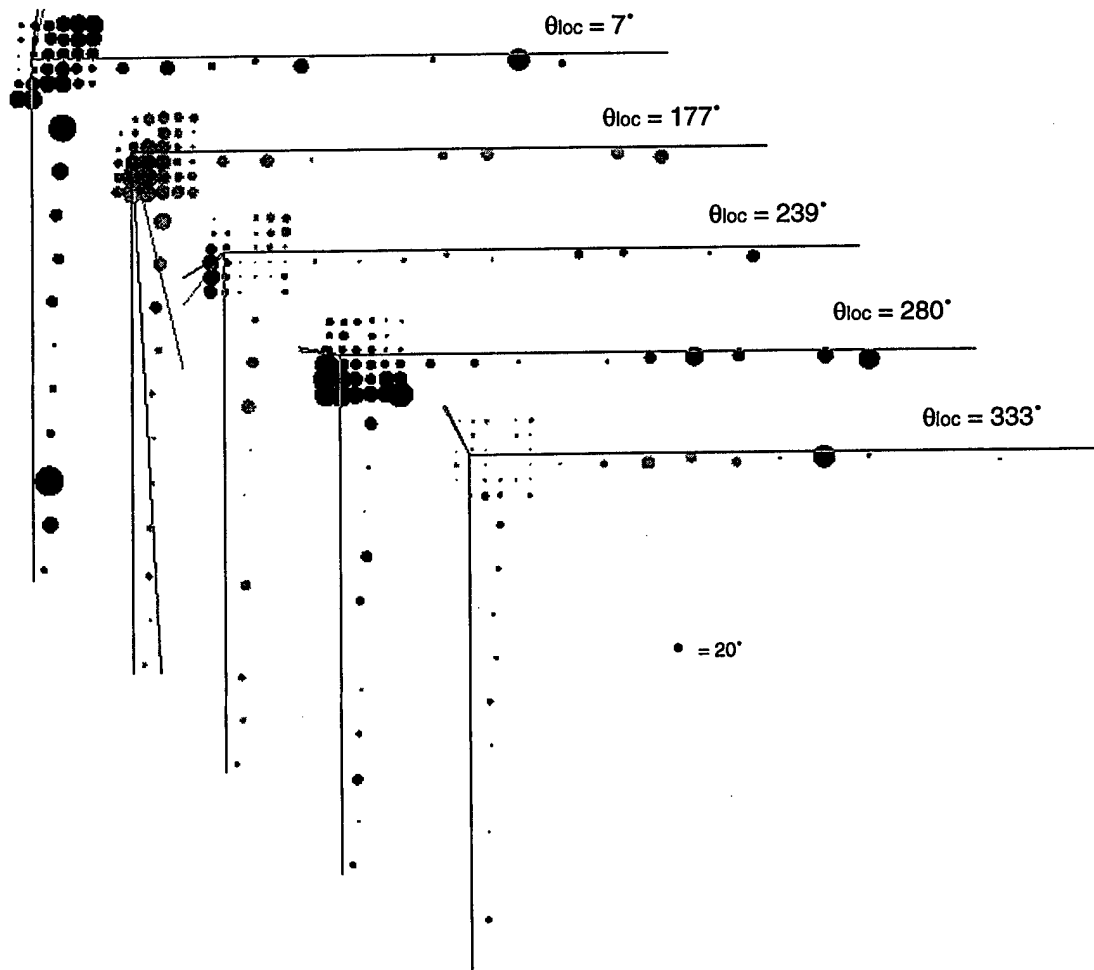 θloc = 7°
θloc = 177°
θloc = 239°
θloc = 280°
θloc = 333°
= 20°